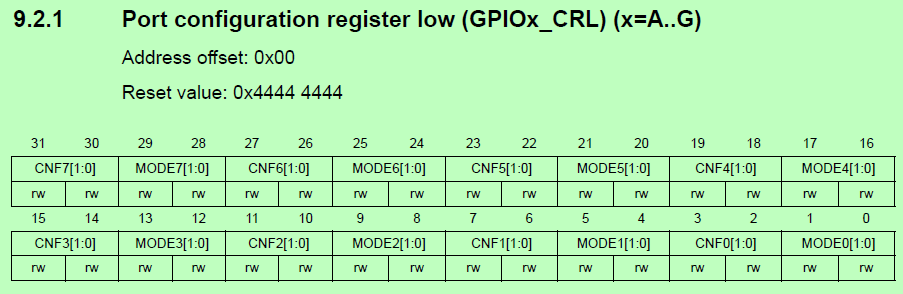 9.2.1 Port configuration register low (GPIOx_CRL) (x=A..G)
Address offset: 0x00
Reset value: 0x4444 4444
31 30 29 28 27 26 25 24 23 22 21 20 19 18 17 16
CNF7[1:0] MODE7[1:0] CNF6[1:0] MODE6[1:0] CNF5[1:0] MODE5[1:0] CNF4[1:0] MODE4[1:0]
rw rw rw rw rw rw rw rw rw rw rw rw rw rw rw rw
15 14 13 12 11 10 9 8 7 6 5 4 3 2 1 0
CNF3[1:0] MODE3[1:0] CNF2[1:0] MODE2[1:0] CNF1[1:0] MODE1[1:0] CNF0[1:0] MODE0[1:0]
rw rw rw rw rw rw rw rw rw rw rw rw rw rw rw rw